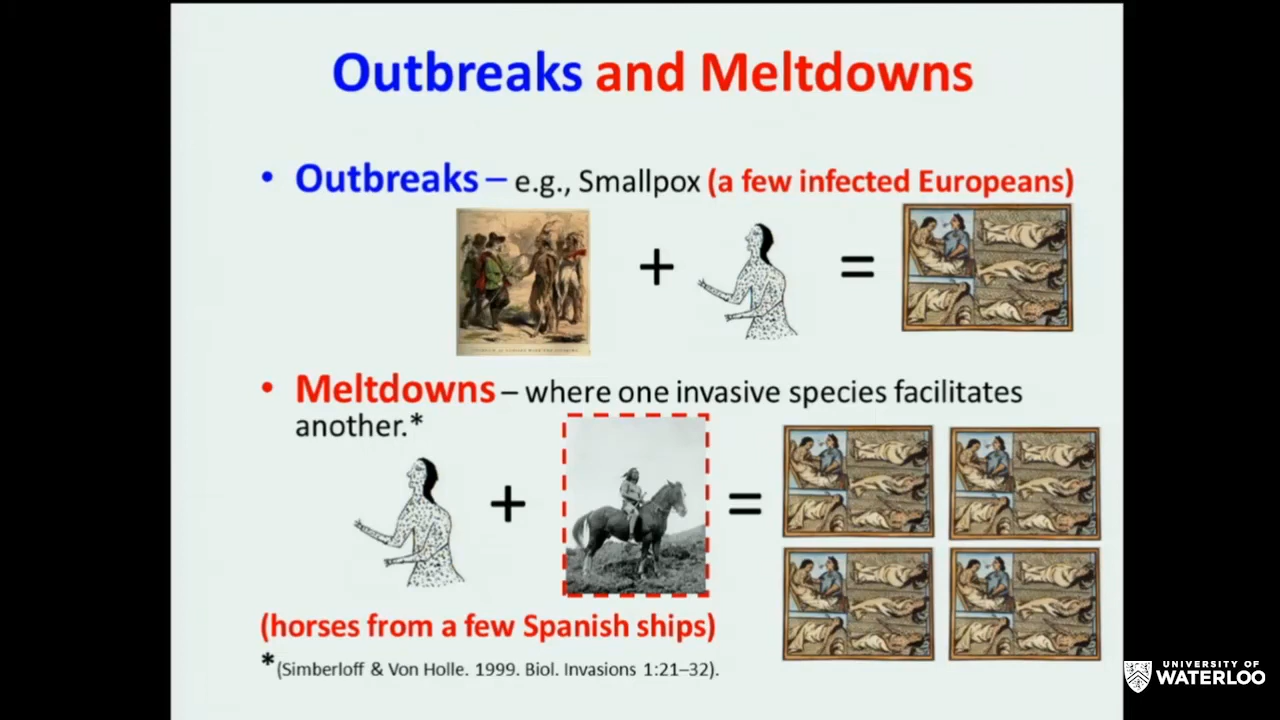 Outbreaks and Meltdowns
• Outbreaks – e.g., Smallpox (a few infected Europeans)
+
=
• Meltdowns – where one invasive species facilitates
another.*
+
=
(horses from a few Spanish ships)
*(Simberloff & Von Holle. 1999. Biol. Invasions 1:21–32).
UNIVERSITY OF
WATERLOO